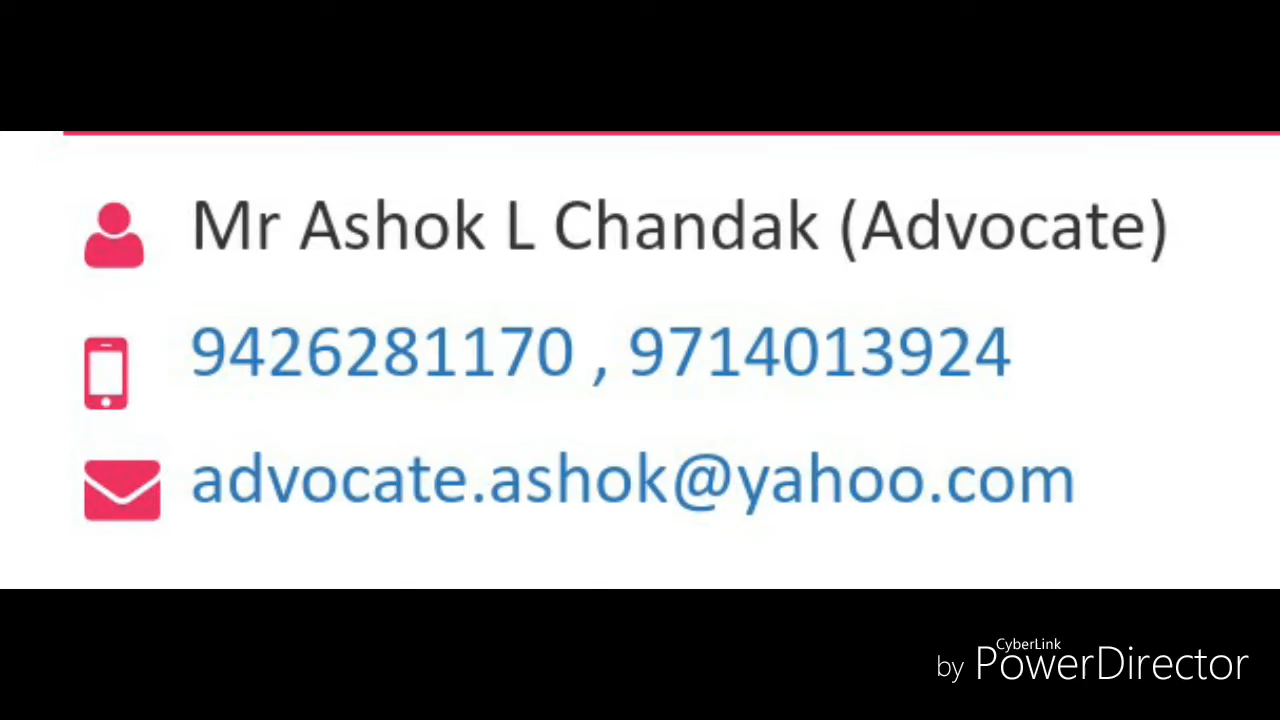 Mr Ashok L Chandak (Advocate)
9426281170 , 9714013924
advocate.ashok@yahoo.com
CyberLink
by PowerDirector